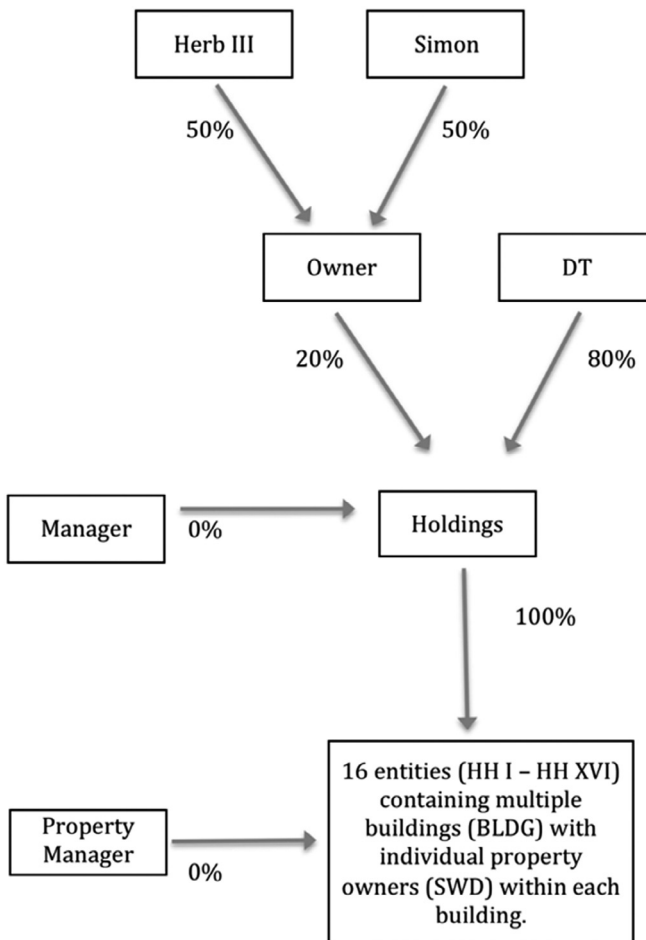 Herb III
Simon
50%
50%
Owner
DT
20%
80%
Manager
0%
Holdings
100%
16 entities (HH I – HH XVI)
containing multiple
buildings (BLDG) with
individual property
owners (SWD) within each
building.
Property
Manager
0%